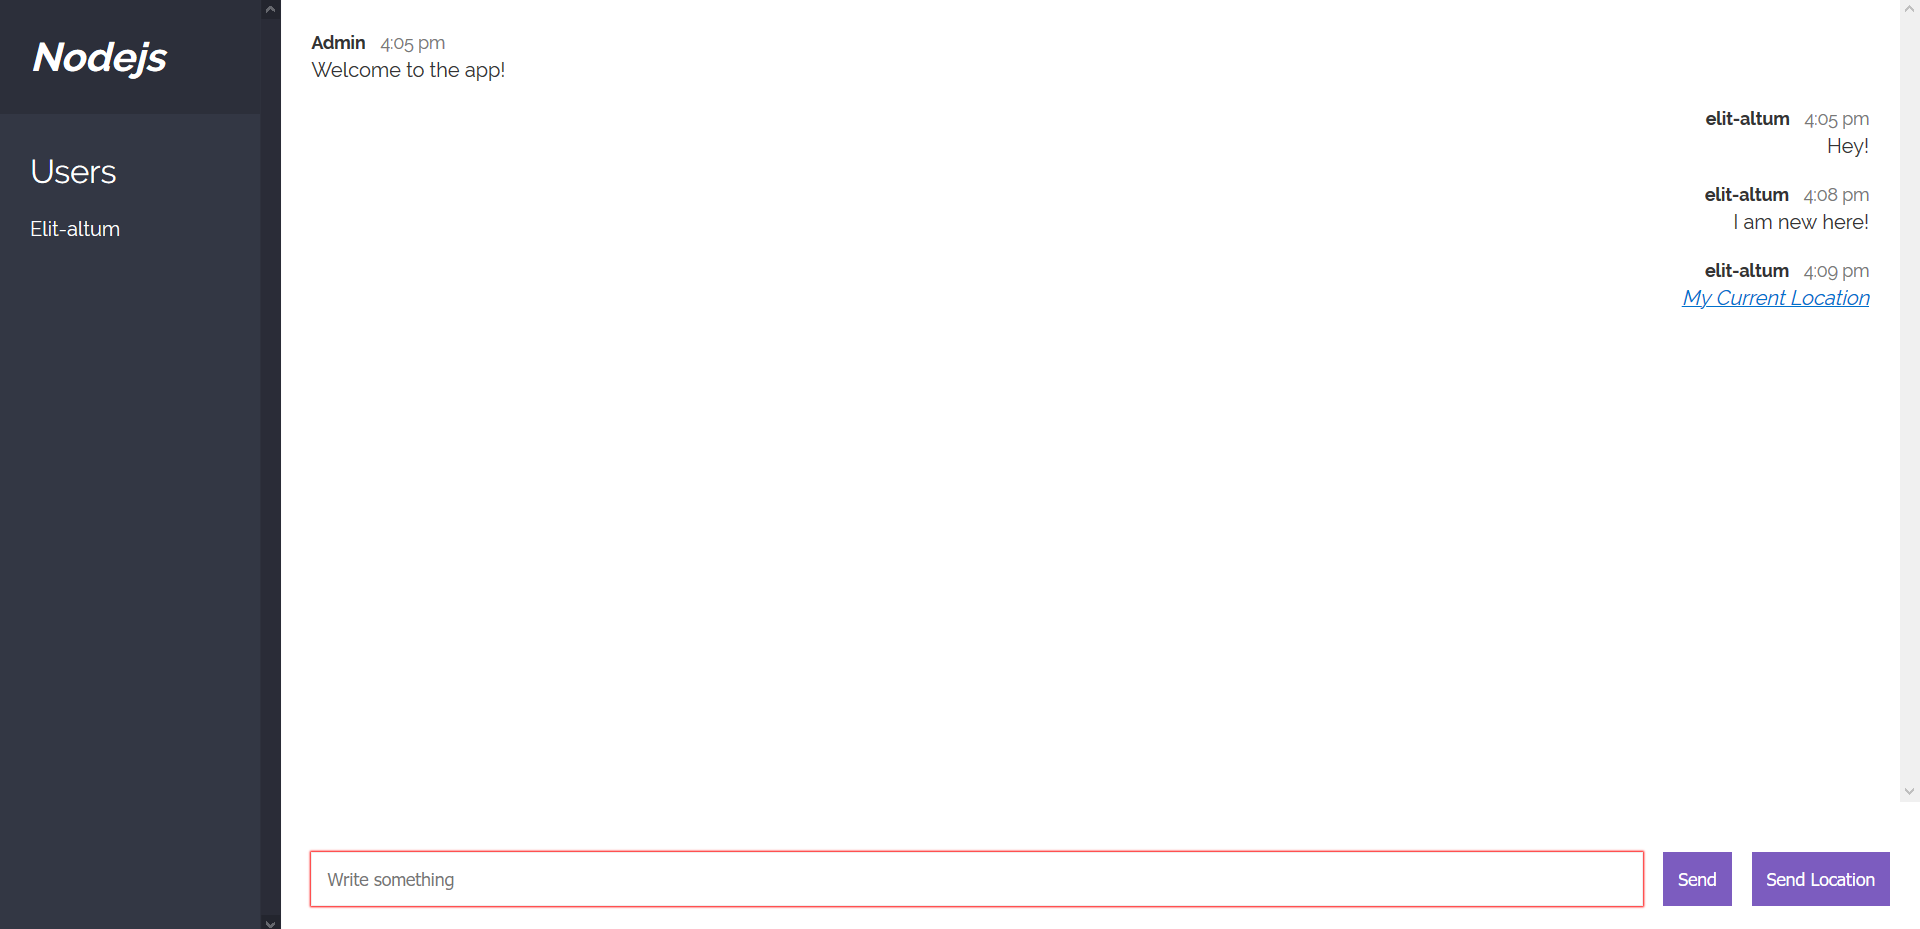 Nodejs
Users
Elit-altum
Admin 4:05 pm
Welcome to the app!
elit-altum 4:05 pm
Hey!
elit-altum 4:08 pm
I am new here!
elit-altum 4:09 pm
My Current Location
Write something
Send
Send Location